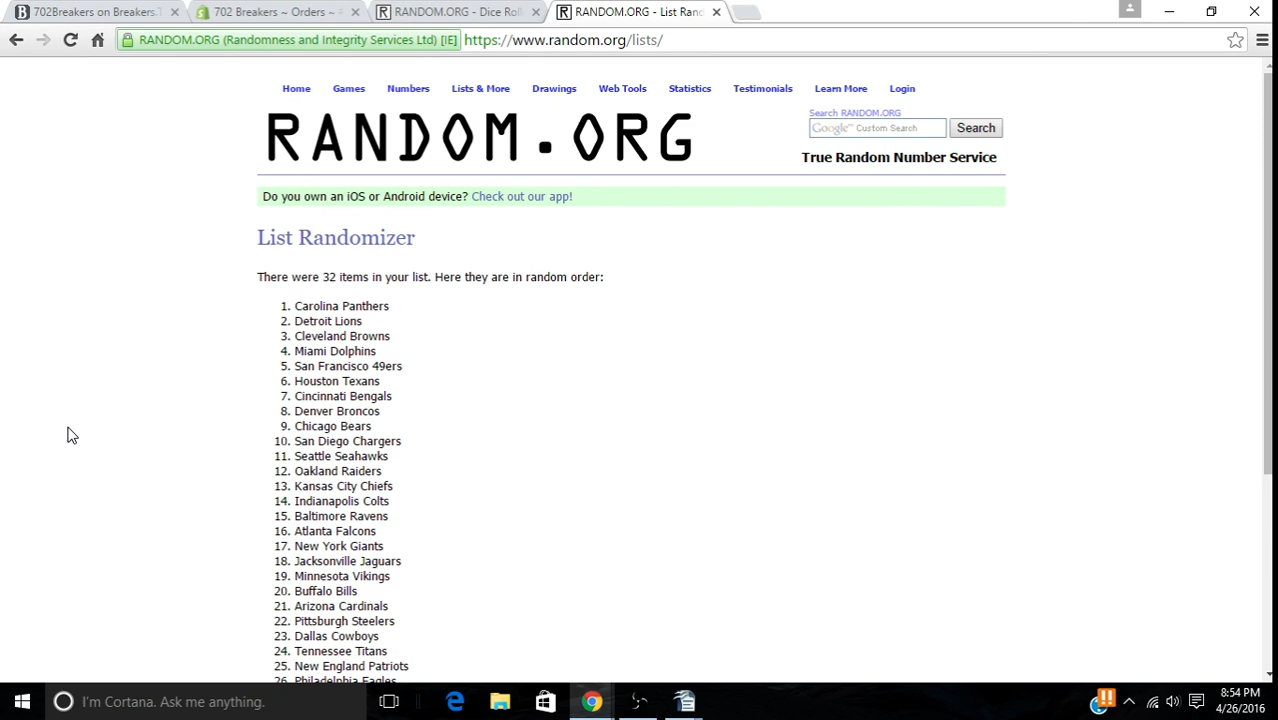 702Breakers on Breakers.T
702 Breakers ~ Orders ~
RANDOM.ORG - Dice Roll
RANDOM.ORG - List Rand
RANDOM.ORG (Randomness and Integrity Services Ltd) [IE] https://www.random.org/lists/
Home Games Numbers Lists & More Drawings Web Tools Statistics Testimonials Learn More Login
RANDOM.ORG
Search RANDOM.ORG
Google™ Custom Search Search
True Random Number Service
Do you own an iOS or Android device? Check out our app!
List Randomizer
There were 32 items in your list. Here they are in random order:
1. Carolina Panthers
2. Detroit Lions
3. Cleveland Browns
4. Miami Dolphins
5. San Francisco 49ers
6. Houston Texans
7. Cincinnati Bengals
8. Denver Broncos
9. Chicago Bears
10. San Diego Chargers
11. Seattle Seahawks
12. Oakland Raiders
13. Kansas City Chiefs
14. Indianapolis Colts
15. Baltimore Ravens
16. Atlanta Falcons
17. New York Giants
18. Jacksonville Jaguars
19. Minnesota Vikings
20. Buffalo Bills
21. Arizona Cardinals
22. Pittsburgh Steelers
23. Dallas Cowboys
24. Tennessee Titans
25. New England Patriots
26. Philadelphia Eagles
I'm Cortana. Ask me anything.
8:54 PM
4/26/2016